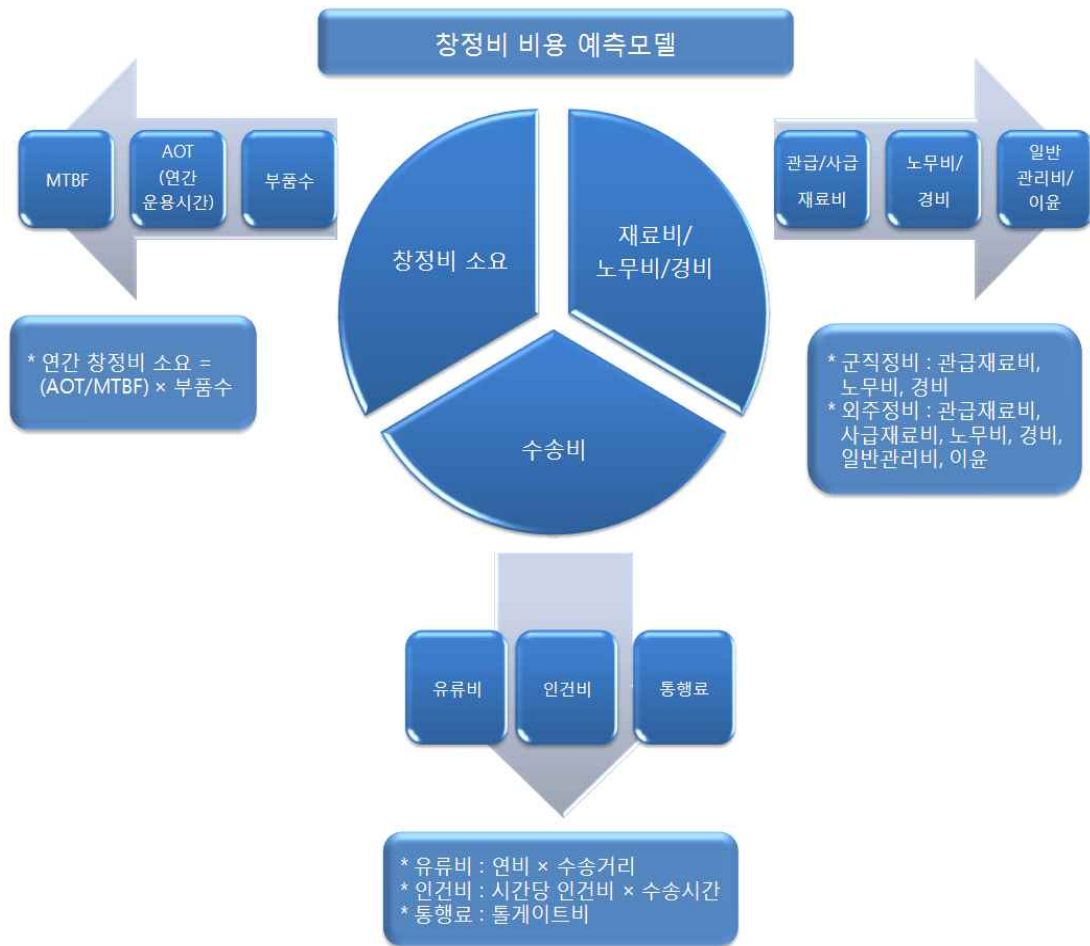 창정비 비용 예측모델
MTBF
AOT
(연간
운용시간)
부품수
창정비 소요
재료비/
노무비/경비
수송비
관급/사급
재료비
노무비/
경비
일반
관리비/
이윤
* 연간 창정비 소요 =
(AOT/MTBF) × 부품수
* 군직정비 : 관급재료비,
노무비, 경비
* 외주정비 : 관급재료비,
사급재료비, 노무비, 경비,
일반관리비, 이윤
유류비
인건비
통행료
* 유류비 : 연비 × 수송거리
* 인건비 : 시간당 인건비 × 수송시간
* 통행료 : 톨게이트비